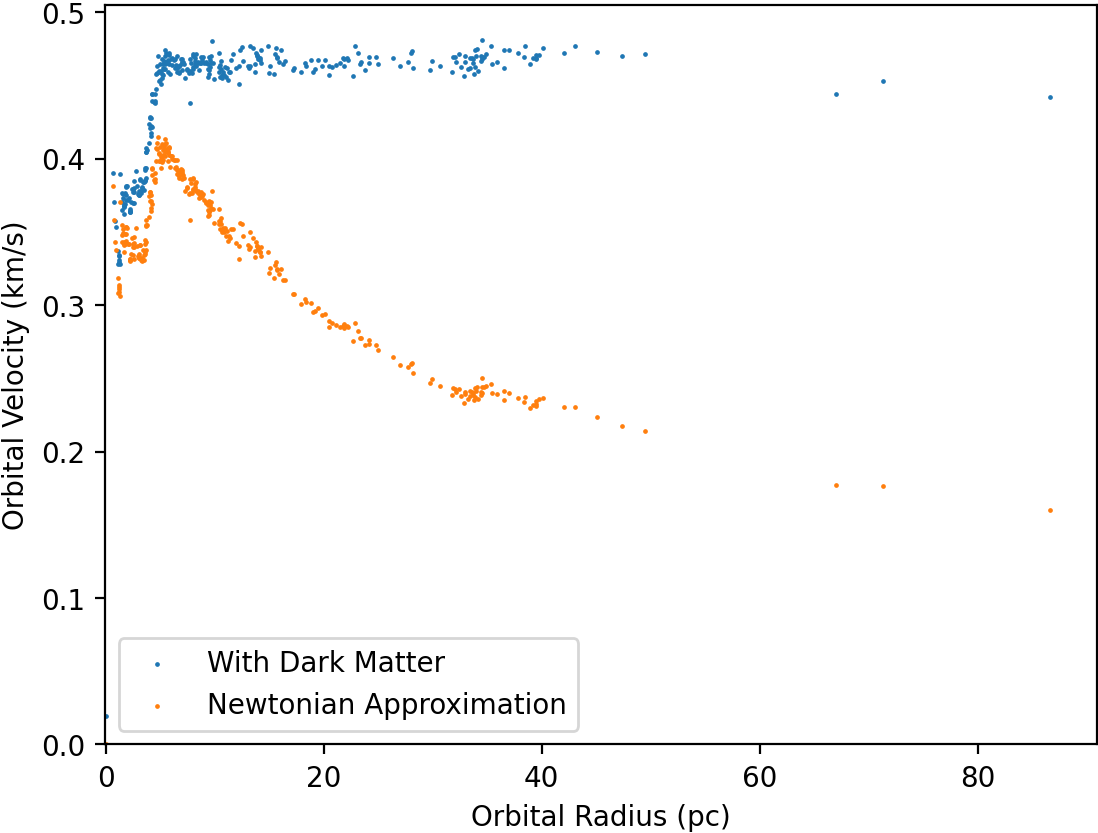 0.5
0.4
0.3
0.2
0.1
0.0
Orbital Velocity (km/s)
With Dark Matter
Newtonian Approximation
0 20 40 60 80
Orbital Radius (pc)